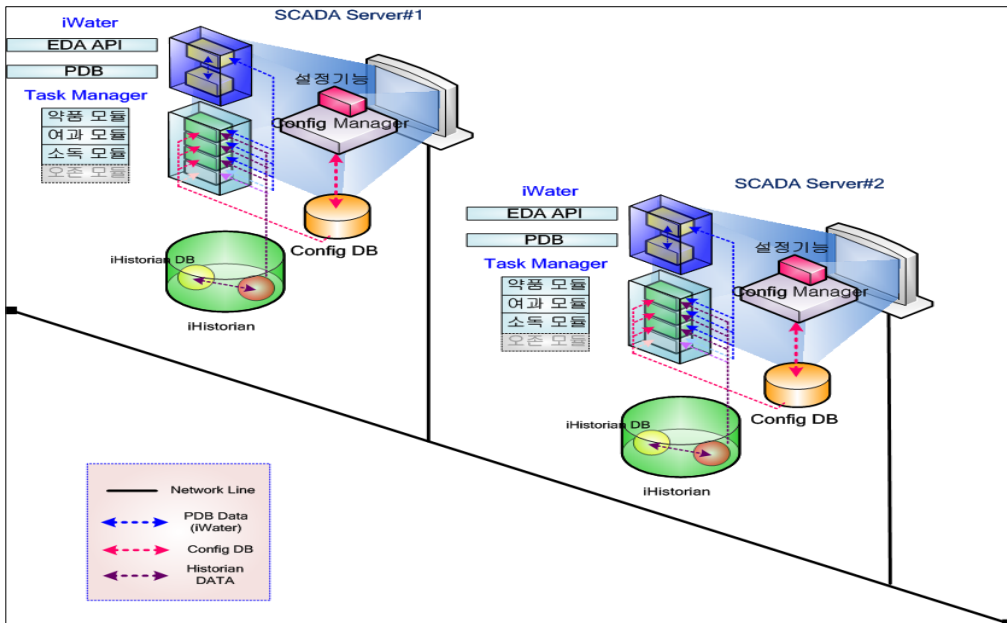 SCADA Server#1
iWater
EDA API
PDB
Task Manager
약품 모듈
여과 모듈
소독 모듈
오존 모듈
설정기능
Config Manager
Config DB
iHistorian DB
iHistorian
SCADA Server#2
iWater
EDA API
PDB
Task Manager
약품 모듈
여과 모듈
소독 모듈
오존 모듈
설정기능
Config Manager
Config DB
iHistorian DB
iHistorian
Network Line
PDB Data
(iWater)
Config DB
Historian
DATA